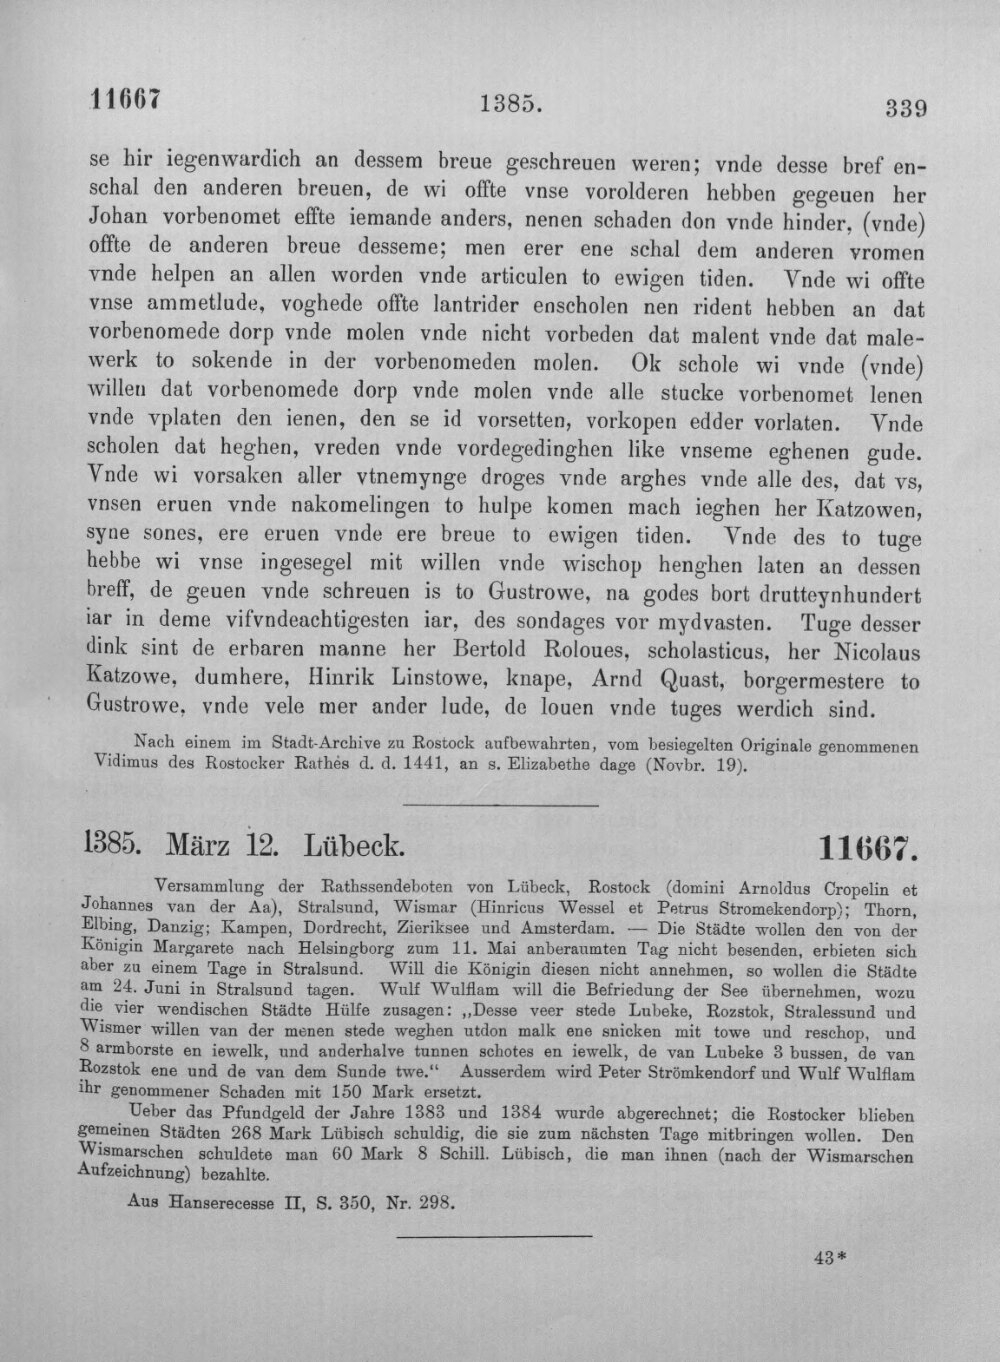 11667 1385. 339
se hir iegenwardich an dessem breue geschreuen weren; vnde desse bref en-
schal den anderen breuen, de wi offte vnse vorolderen hebben gegeuen her
Johan vorbenomet effte iemande anders, nenen schaden don vnde hinder, (vnde)
offte de anderen breue desseme; men erer ene schal dem anderen vromen
vnde helpen an allen worden vnde articulen to ewigen tiden. Vnde wi offte
vnse ammetlude, voghede offte lantrider enscholen nen rident hebben an dat
vorbenomede dorp vnde molen vnde nicht vorbeden dat malent vnde dat male-
werk to sokende in der vorbenomeden molen. Ok schole wi vnde (vnde)
willen dat vorbenomede dorp vnde molen vnde alle stucke vorbenomet lenen
vnde vplaten den ienen, den se id vorsetten, vorkopen edder vorlaten. Vnde
scholen dat heghen, vreden vnde vordegedinghen like vnseme eghenen gude.
Vnde wi vorsaken aller vtnemynge droges vnde arghes vnde alle des, dat vs,
vnsen eruen vnde nakomelingen to hulpe komen mach ieghen her Katzowen,
syne sones, ere eruen vnde ere breue to ewigen tiden. Vnde des to tuge
hebbe wi vnse ingesegel mit willen vnde wischop henghen laten an dessen
breff, de geuen vnde schreuen is to Gustrowe, na godes bort drutteynhundert
iar in deme vifvndeachtigesten iar, des sondages vor mydvasten. Tuge desser
dink sint de erbaren manne her Bertold Roloues, scholasticus, her Nicolaus
Katzowe, dumhere, Hinrik Linstowe, knape, Arnd Quast, borgermestere to
Gustrowe, vnde vele mer ander lude, de louen vnde tuges werdich sind.
Nach einem im Stadt-Archive zu Rostock aufbewahrten, vom besiegelten Originale genommenen
Vidimus des Rostocker Rathes d. d. 1441, an s. Elizabethe dage (Novbr. 19).
1385. März 12. Lübeck. 11667.
Versammlung der Rathssendeboten von Lübeck, Rostock (domini Arnoldus Cropelin et
Johannes van der Aa), Stralsund, Wismar (Hinricus Wessel et Petrus Stromekendorp); Thorn,
Elbing, Danzig; Kampen, Dordrecht, Zieriksee und Amsterdam. — Die Städte wollen den von der
Königin Margarete nach Helsingborg zum 11. Mai anberaumten Tag nicht besenden, erbieten sich
aber zu einem Tage in Stralsund. Will die Königin diesen nicht annehmen, so wollen die Städte
am 24. Juni in Stralsund tagen. Wulf Wulflam will die Befriedung der See übernehmen, wozu
die vier wendischen Städte Hülfe zusagen: „Desse veer stede Lubeke, Rozstok, Stralessund und
Wismer willen van der menen stede weghen utdon malk ene snicken mit towe und reschop, und
8 armborste en iewelk, und anderhalve tunnen schotes en iewelk, de van Lubeke 3 bussen, de van
Rozstok ene und de van dem Sunde twe.“ Ausserdem wird Peter Strömkendorf und Wulf Wulflam
ihr genommener Schaden mit 150 Mark ersetzt.
Ueber das Pfundgeld der Jahre 1383 und 1384 wurde abgerechnet; die Rostocker blieben
gemeinen Städten 268 Mark Lübisch schuldig, die sie zum nächsten Tage mitbringen wollen. Den
Wismarschen schuldete man 60 Mark 8 Schill. Lübisch, die man ihnen (nach der Wismarschen
Aufzeichnung) bezahlte.
Aus Hanserecesse II, S. 350, Nr. 298.
43*